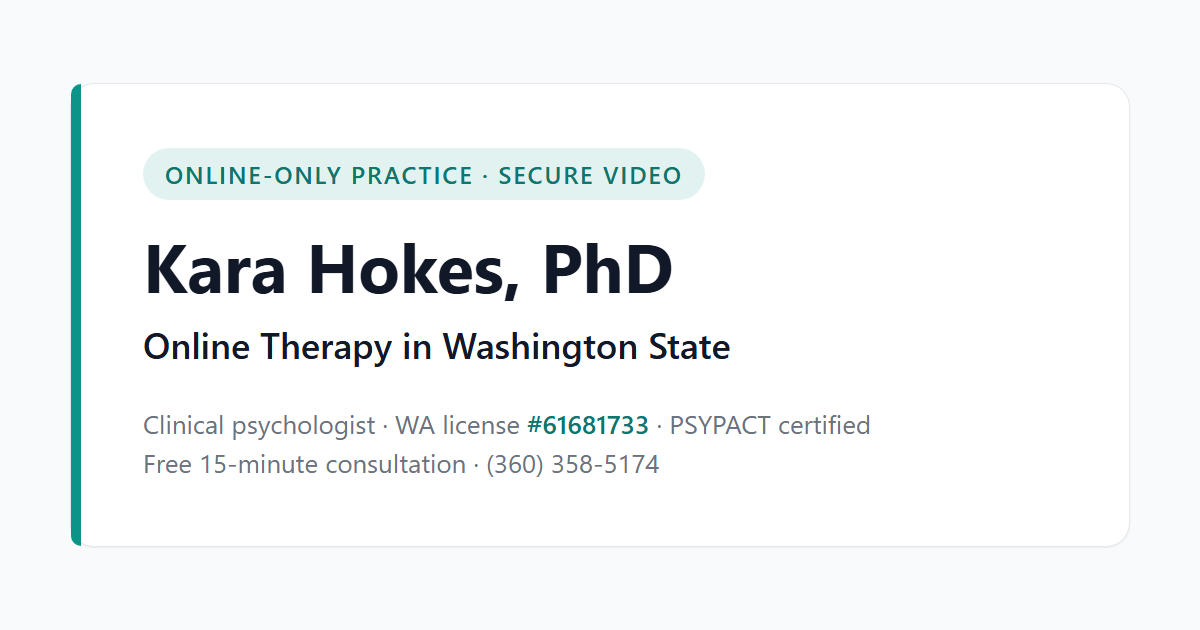 ONLINE-ONLY PRACTICE · SECURE VIDEO
Kara Hokes, PhD
Online Therapy in Washington State
Clinical psychologist · WA license #61681733 · PSYPACT certified
Free 15-minute consultation · (360) 358-5174